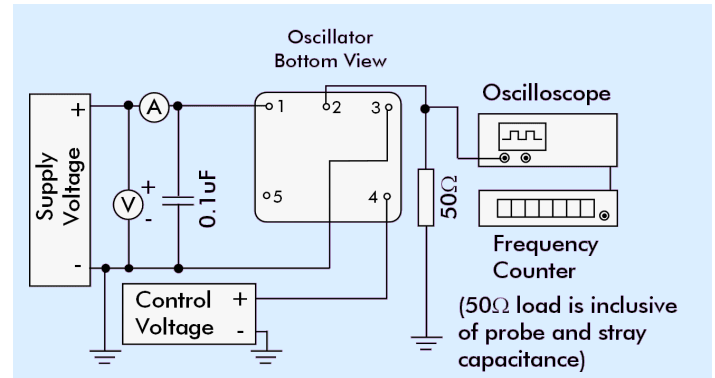 Oscillator
Bottom View
Oscilloscope
+
A
1
2
3
Supply
Voltage
V
+
-
0.1uF
5
4
50Ω
-
Frequency
Counter
Control
Voltage
+
-
(50Ω load is inclusive
of probe and stray
capacitance)